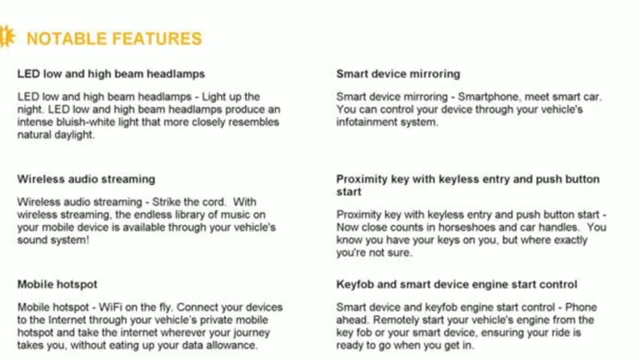 NOTABLE FEATURES
LED low and high beam headlamps
LED low and high beam headlamps - Light up the
night. LED low and high beam headlamps produce an
intense bluish-white light that more closely resembles
natural daylight.
Smart device mirroring
Smart device mirroring - Smartphone, meet smart car.
You can control your device through your vehicle's
infotainment system.
Wireless audio streaming
Wireless audio streaming - Strike the cord. With
wireless streaming, the endless library of music on
your mobile device is available through your vehicle's
sound system!
Proximity key with keyless entry and push button
start
Proximity key with keyless entry and push button start -
Now close counts in horseshoes and car handles. You
know you have your keys on you, but where exactly
you're not sure.
Mobile hotspot
Mobile hotspot - WiFi on the fly. Connect your devices
to the Internet through your vehicle's private mobile
hotspot and take the internet wherever your journey
takes you, without eating up your data allowance.
Keyfob and smart device engine start control
Smart device and keyfob engine start control - Phone
ahead. Remotely start your vehicle's engine from the
key fob or your smart device, ensuring your ride is
ready to go when you get in.